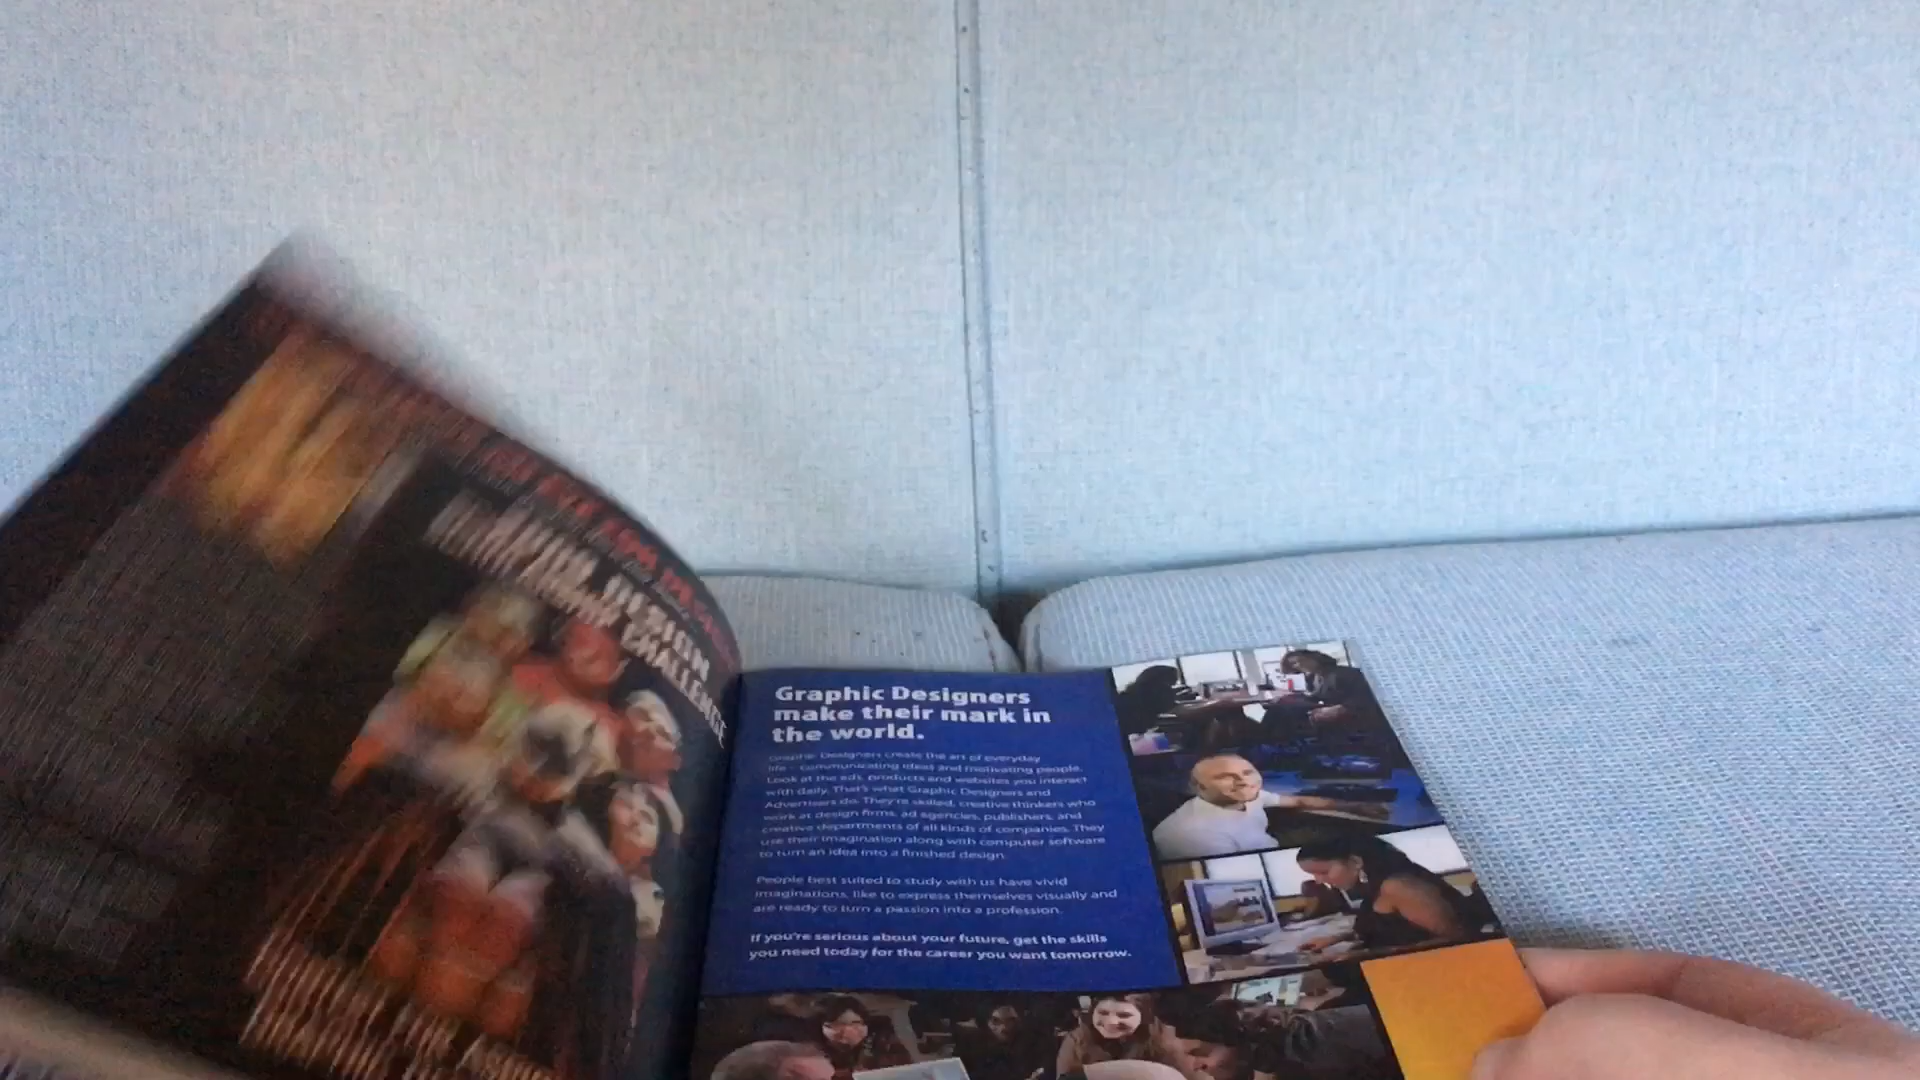 FUSION
CHALLENGE
Graphic Designers
make their mark in
the world.
Graphic Designers create the art of everyday
life – communicating ideas and motivating people.
Look at the ads, products and websites you interact
with daily. That's what Graphic Designers and
Advertisers do. They're skilled, creative thinkers who
work at design firms, ad agencies, publishers, and
creative departments of all kinds of companies. They
use their imagination along with computer software
to turn an idea into a finished design.
People best suited to study with us have vivid
imaginations, like to express themselves visually and
are ready to turn a passion into a profession.
If you're serious about your future, get the skills
you need today for the career you want tomorrow.